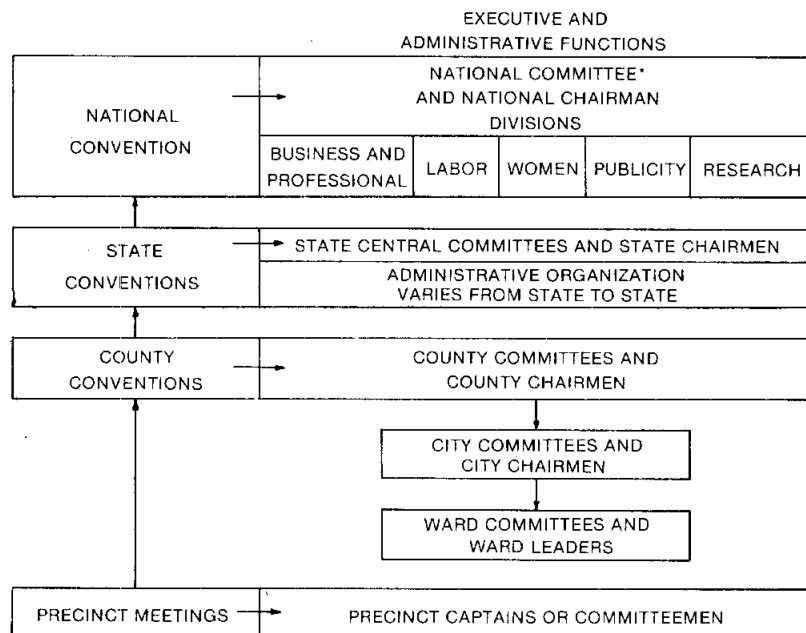 EXECUTIVE AND
ADMINISTRATIVE FUNCTIONS
NATIONAL
CONVENTION
NATIONAL COMMITTEE*
AND NATIONAL CHAIRMAN
DIVISIONS
BUSINESS AND
PROFESSIONAL
LABOR
WOMEN
PUBLICITY
RESEARCH
STATE
CONVENTIONS
STATE CENTRAL COMMITTEES AND STATE CHAIRMEN
ADMINISTRATIVE ORGANIZATION
VARIES FROM STATE TO STATE
COUNTY
CONVENTIONS
COUNTY COMMITTEES AND
COUNTY CHAIRMEN
CITY COMMITTEES AND
CITY CHAIRMEN
WARD COMMITTEES AND
WARD LEADERS
PRECINCT MEETINGS
PRECINCT CAPTAINS OR COMMITTEEMEN